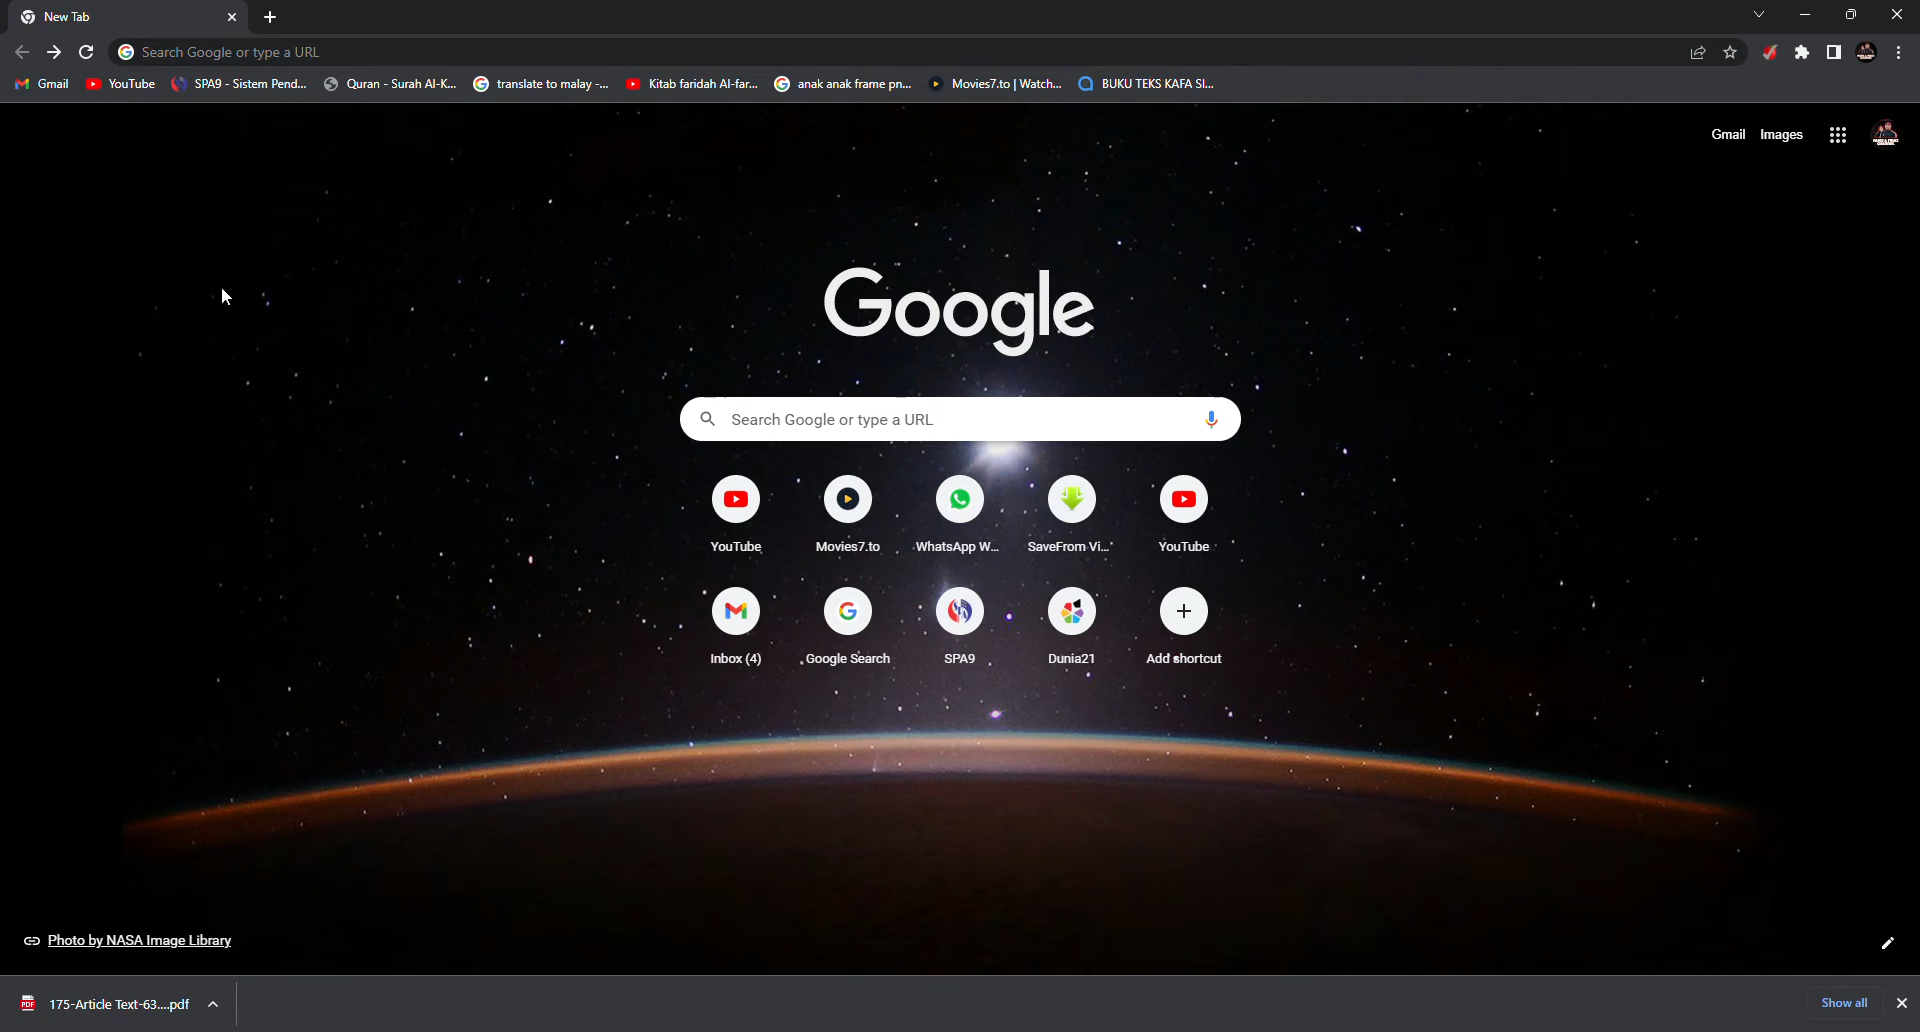 New Tab
Search Google or type a URL
Gmail YouTube SPA9 - Sistem Pend... Quran - Surah Al-K... translate to malay -... Kitab faridah Al-far... anak anak frame pn... Movies7.to | Watch... BUKU TEKS KAFA SI...
Gmail Images
Google
Search Google or type a URL
YouTube Movies7.to WhatsApp W... SaveFrom Vi... YouTube
Inbox (4) Google Search SPA9 Dunia21 Add shortcut
Photo by NASA Image Library
PDF 175-Article Text-63....pdf Show all